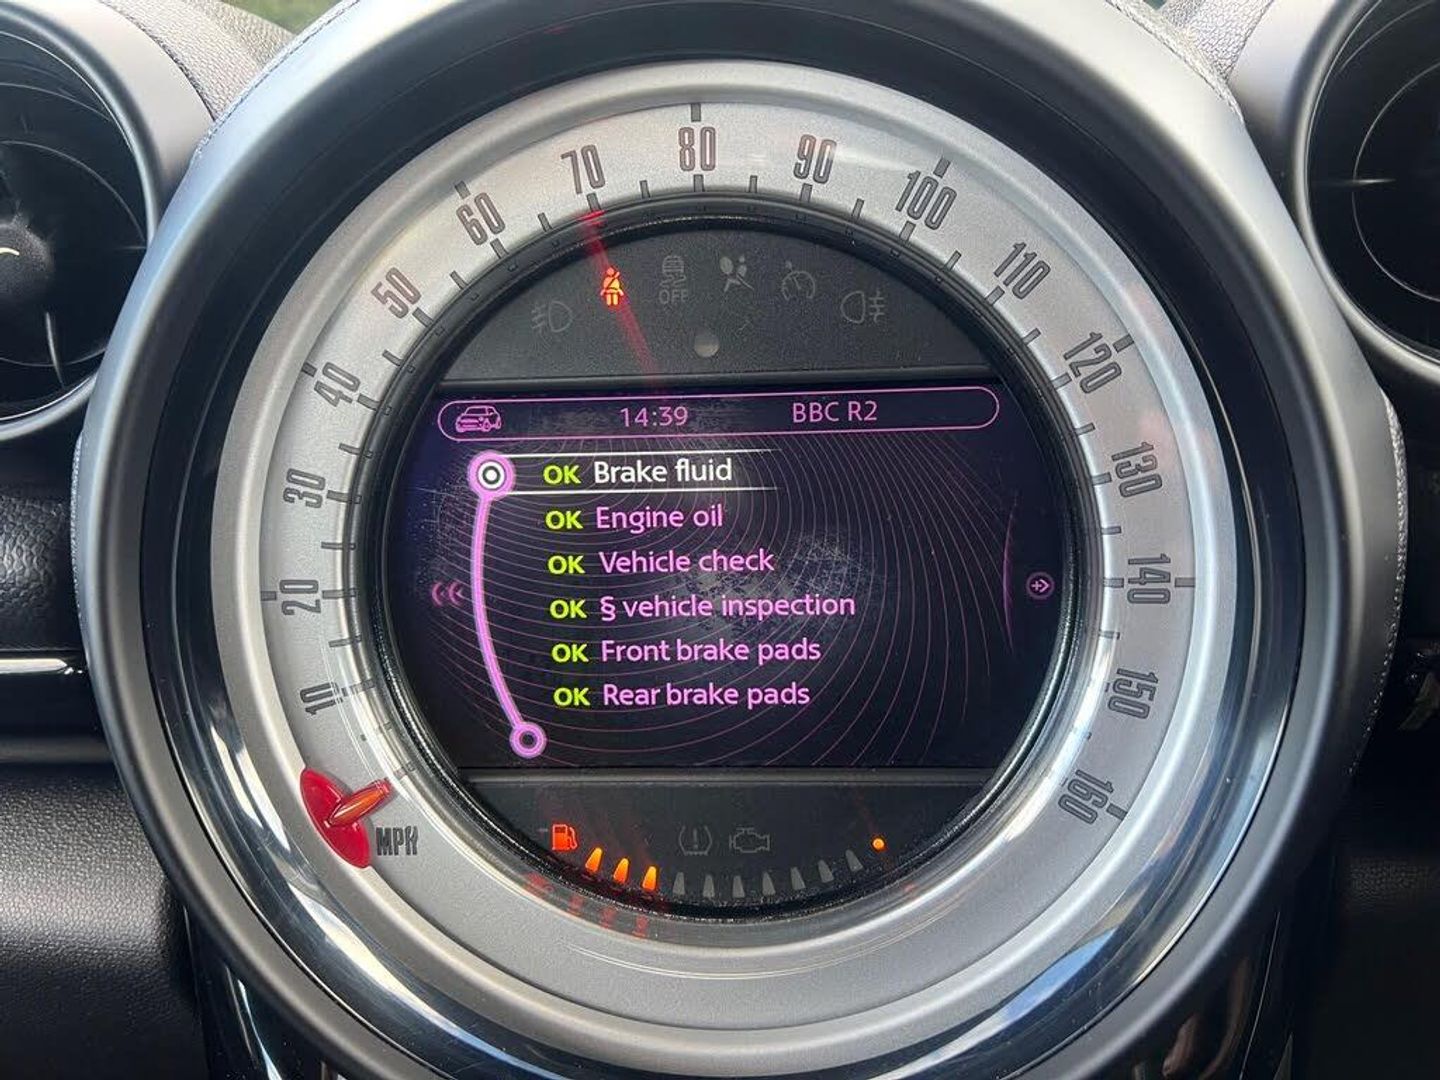 80
70
90
60
100
50
110
OFF
40
120
14:39 BBC R2
OK Brake fluid
30
130
OK Engine oil
OK Vehicle check
20
140
OK § vehicle inspection
OK Front brake pads
10
150
OK Rear brake pads
160
MPH